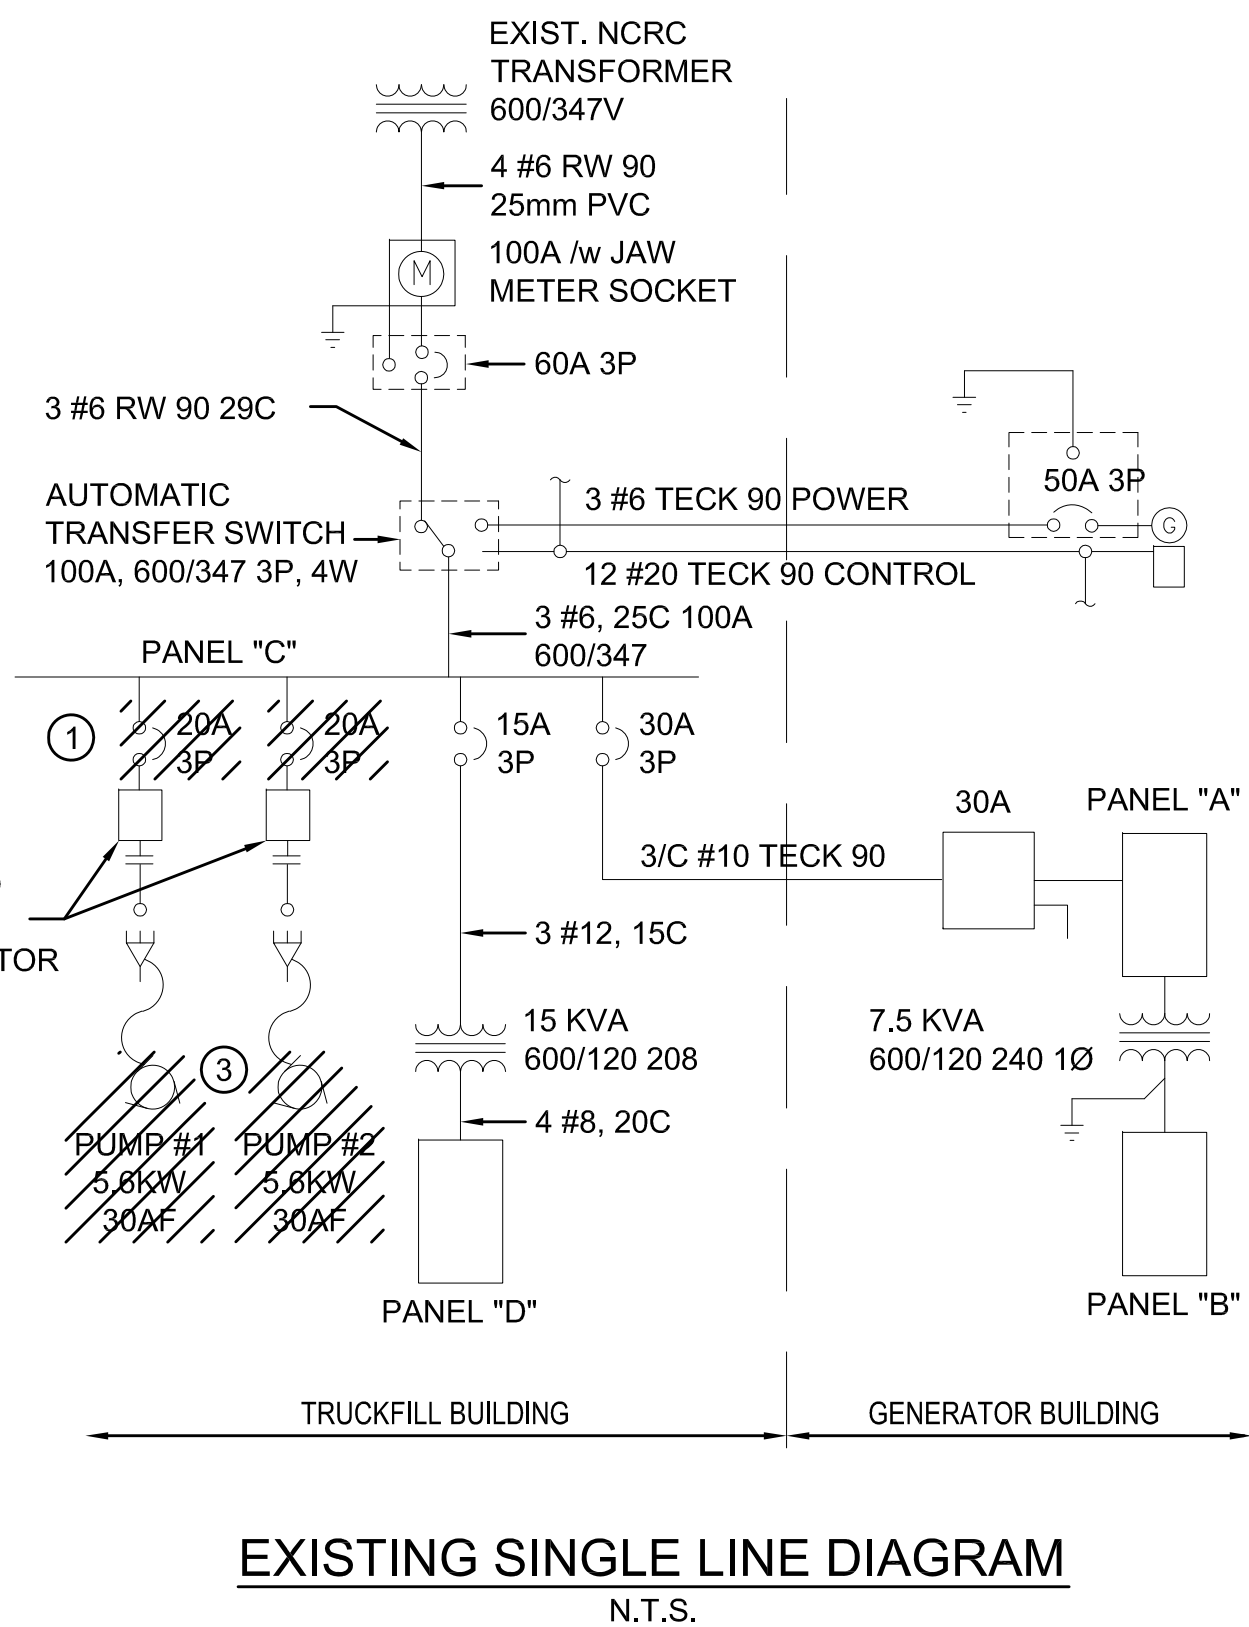 EXIST. NCRC
TRANSFORMER
600/347V
4 #6 RW 90
25mm PVC
100A /w JAW
METER SOCKET
M
60A 3P
3 #6 RW 90 29C
AUTOMATIC
TRANSFER SWITCH
100A, 600/347 3P, 4W
3 #6 TECK 90 POWER
50A 3P
G
12 #20 TECK 90 CONTROL
3 #6, 25C 100A
600/347
PANEL "C"
1
20A
3P
20A
3P
15A
3P
30A
3P
30A
PANEL "A"
3/C #10 TECK 90
3 #12, 15C
TOR
15 KVA
600/120 208
7.5 KVA
600/120 240 1Ø
3
4 #8, 20C
PUMP #1
5.6KW
30AF
PUMP #2
5.6KW
30AF
PANEL "D"
PANEL "B"
TRUCKFILL BUILDING
GENERATOR BUILDING
EXISTING SINGLE LINE DIAGRAM
N.T.S.